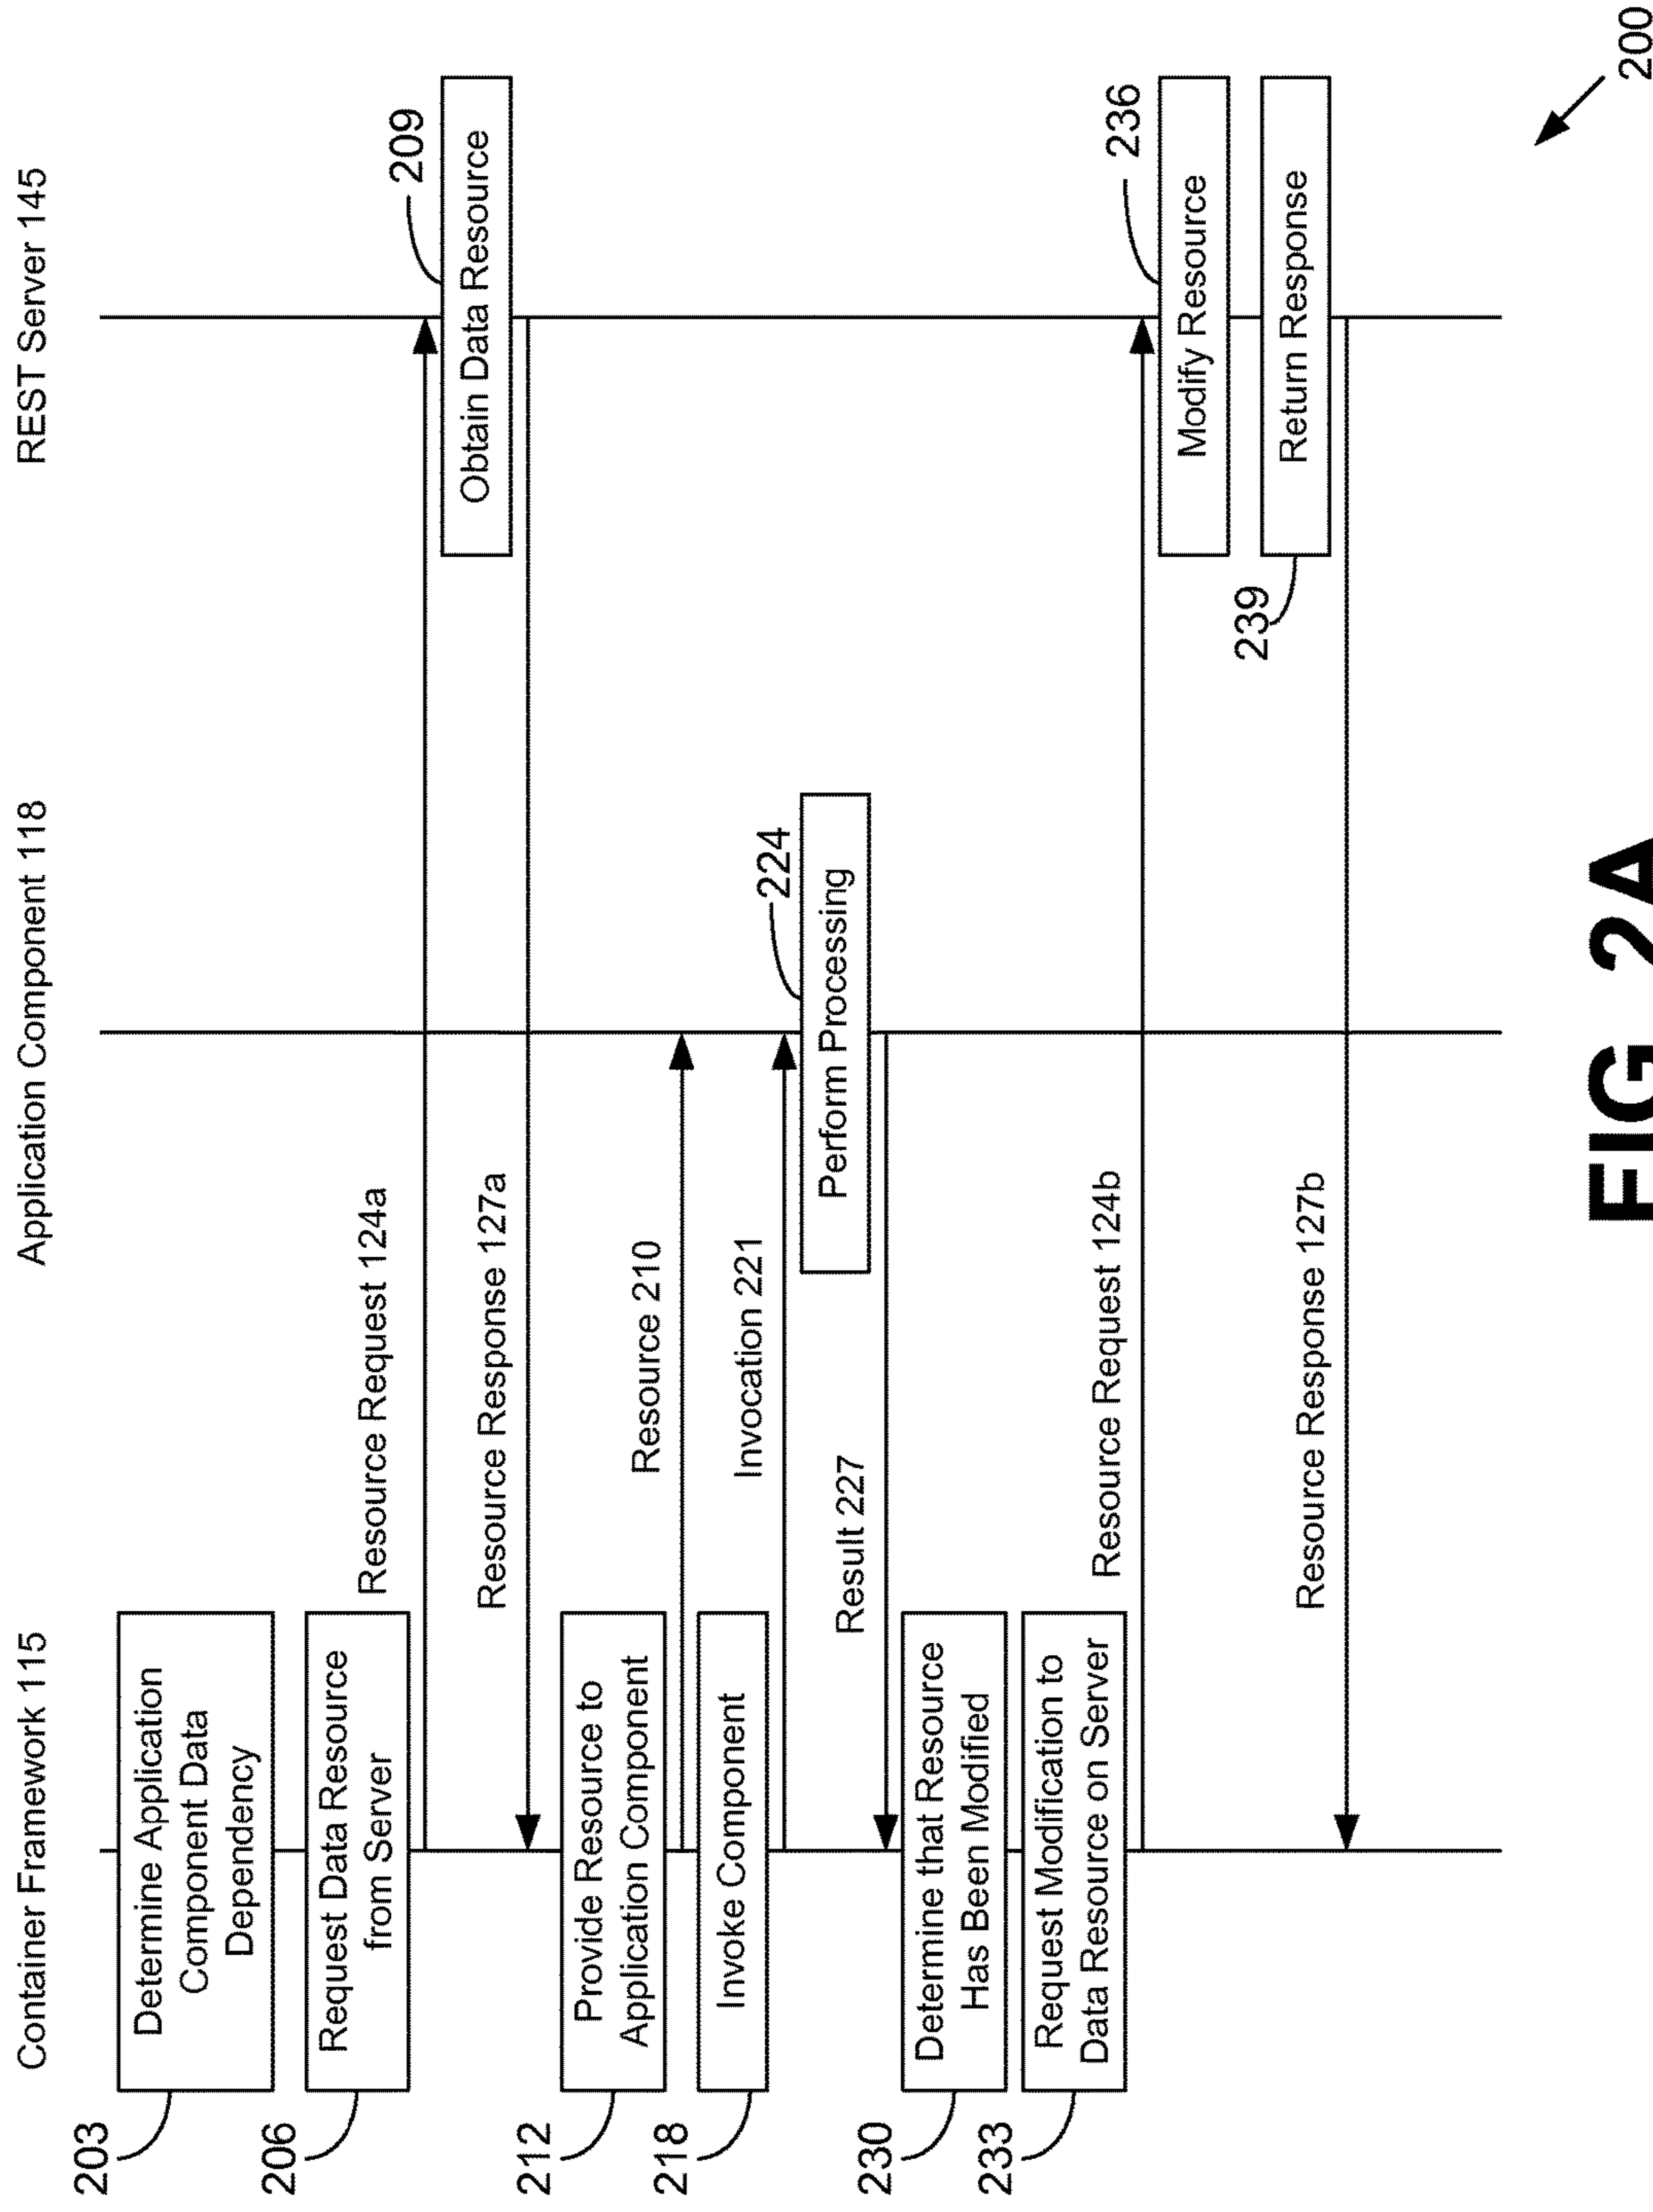 Container Framework 115
Application Component 118
REST Server 145
203
Determine Application
Component Data
Dependency
206
Request Data Resource
from Server
Resource Request 124a
209
Obtain Data Resource
Resource Response 127a
212
Provide Resource to
Application Component
Resource 210
218
Invoke Component
Invocation 221
224
Perform Processing
Result 227
230
Determine that Resource
Has Been Modified
233
Request Modification to
Data Resource on Server
Resource Request 124b
236
Modify Resource
239
Return Response
Resource Response 127b
200
FIG 2A